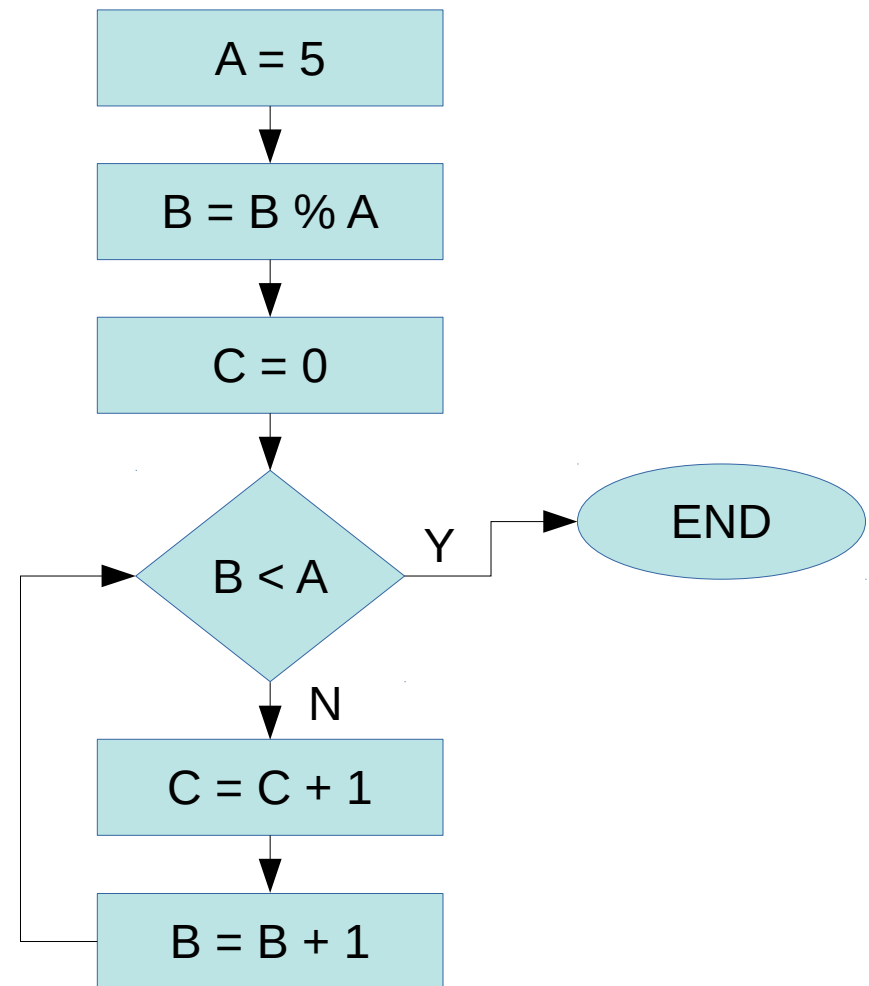 A = 5
B = B % A
C = 0
B < A
Y
END
N
C = C + 1
B = B + 1